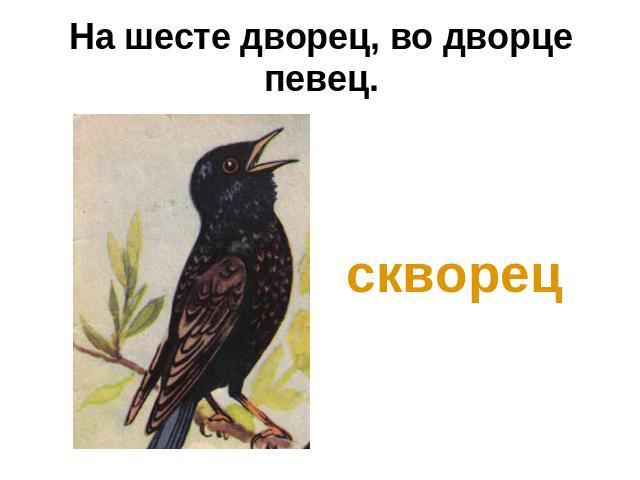 На шесте дворец, во дворце
певец.
скворец